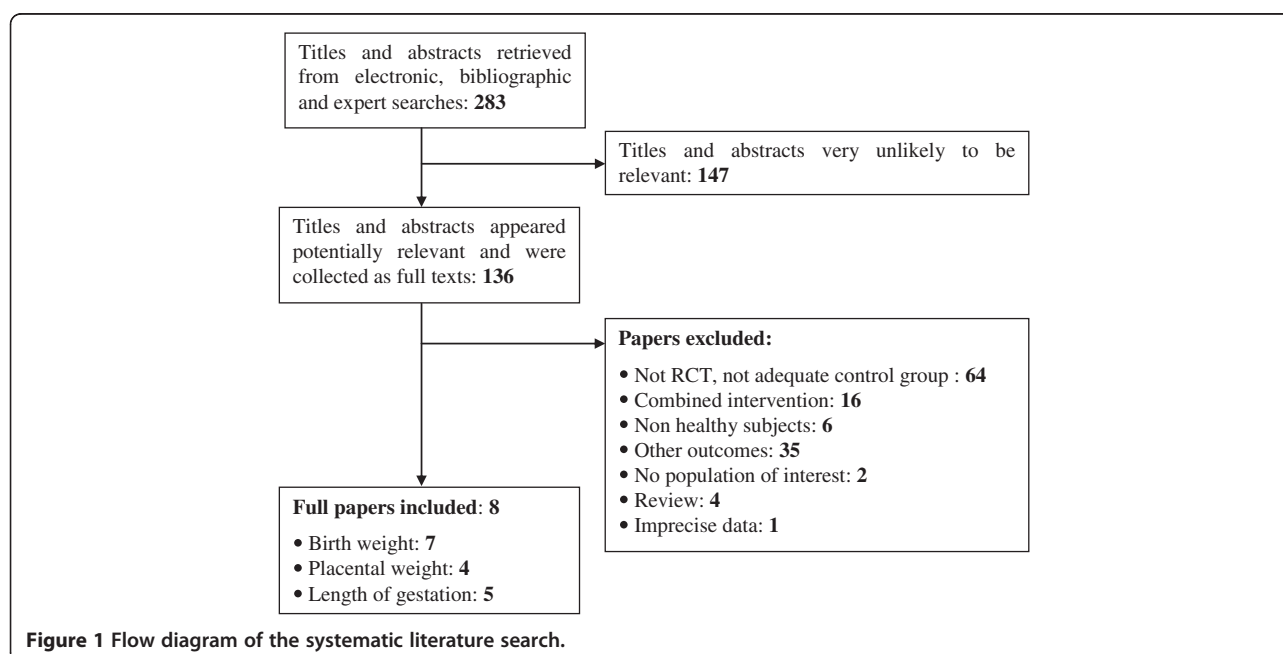 Titles and abstracts retrieved
from electronic, bibliographic
and expert searches: 283
Titles and abstracts very unlikely to be
relevant: 147
Titles and abstracts appeared
potentially relevant and were
collected as full texts: 136
Papers excluded:
• Not RCT, not adequate control group : 64
• Combined intervention: 16
• Non healthy subjects: 6
• Other outcomes: 35
• No population of interest: 2
• Review: 4
• Imprecise data: 1
Full papers included: 8
• Birth weight: 7
• Placental weight: 4
• Length of gestation: 5
Figure 1 Flow diagram of the systematic literature search.